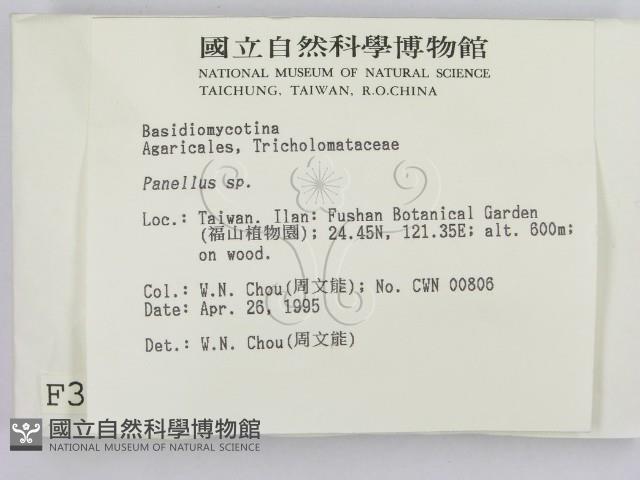 國立自然科學博物館
NATIONAL MUSEUM OF NATURAL SCIENCE
TAICHUNG, TAIWAN, R.O.CHINA
Basidiomycotina
Agaricales, Tricholomataceae
Panellus sp.
Loc.: Taiwan. Ilan: Fushan Botanical Garden
(福山植物園); 24.45N, 121.35E; alt. 600m;
on wood.
Col.: W.N. Chou(周文能); No. CWN 00806
Date: Apr. 26, 1995
Det.: W.N. Chou(周文能)
F3
國立自然科學博物館
NATIONAL MUSEUM OF NATURAL SCIENCE